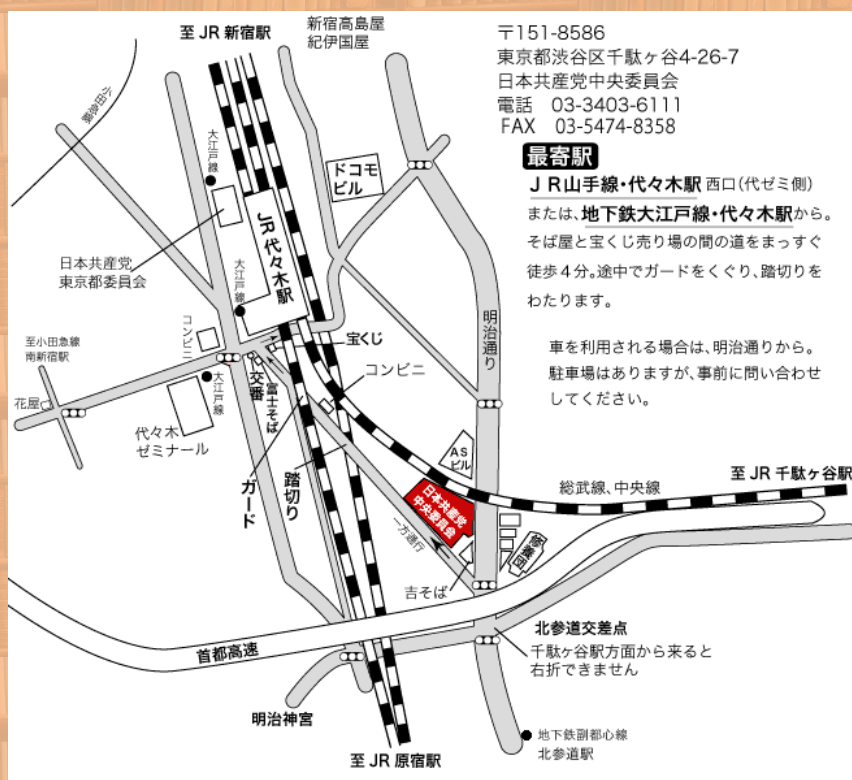 至 JR 新宿駅
新宿髙島屋
紀伊国屋
〒151-8586
東京都渋谷区千駄ヶ谷4-26-7
日本共産党中央委員会
電話 03-3403-6111
FAX 03-5474-8358
最寄駅
ＪＲ山手線・代々木駅 西口(代ゼミ側)
または、地下鉄大江戸線・代々木駅から。
そば屋と宝くじ売り場の間の道をまっすぐ
徒歩４分。途中でガードをくぐり、踏切りを
わたります。
車を利用される場合は、明治通りから。
駐車場はありますが、事前に問い合わせ
してください。
小田急線
大江戸線
ドコモ
ビル
JR 代々木駅
日本共産党
東京都委員会
大江戸線
明治通り
コンビニ
宝くじ
至小田急線
南新宿駅
交番
富士そば
コンビニ
大江戸線
花屋
代々木
ゼミナール
ガード
踏切り
AS
ビル
日本共産党
中央委員会
総武線、中央線
至 JR 千駄ヶ谷駅
一方通行
修養団
吉そば
首都高速
北参道交差点
千駄ヶ谷駅方面から来ると
右折できません
明治神宮
地下鉄副都心線
北参道駅
至 JR 原宿駅